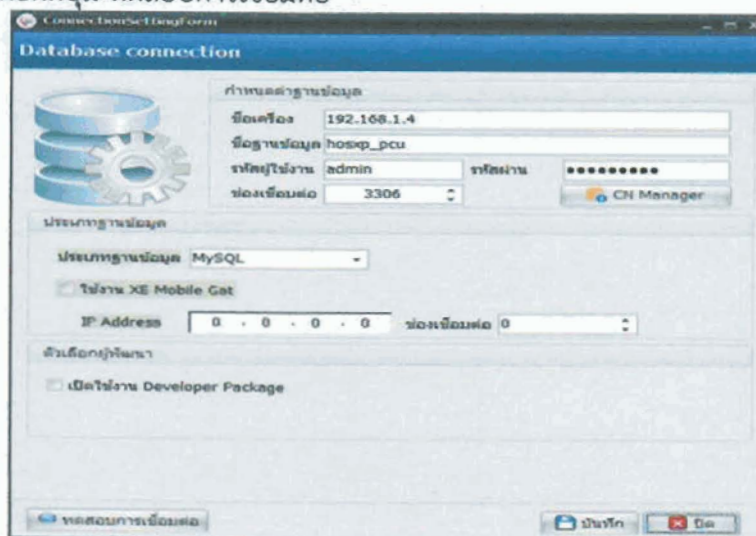 ConnectionSettingForm
Database connection
กำหนดค่าฐานข้อมูล
ชื่อเครื่อง 192.168.1.4
ชื่อฐานข้อมูล hosxp_pcu
รหัสผู้ใช้งาน admin รหัสผ่าน •••••••••
ช่องเชื่อมต่อ 3306 CN Manager
ประเภทฐานข้อมูล
ประเภทฐานข้อมูล MySQL
ใช้งาน XE Mobile Gat
IP Address 0 . 0 . 0 . 0 ช่องเชื่อมต่อ 0
ตัวเลือกผู้พัฒนา
เปิดใช้งาน Developer Package
ทดสอบการเชื่อมต่อ บันทึก ปิด